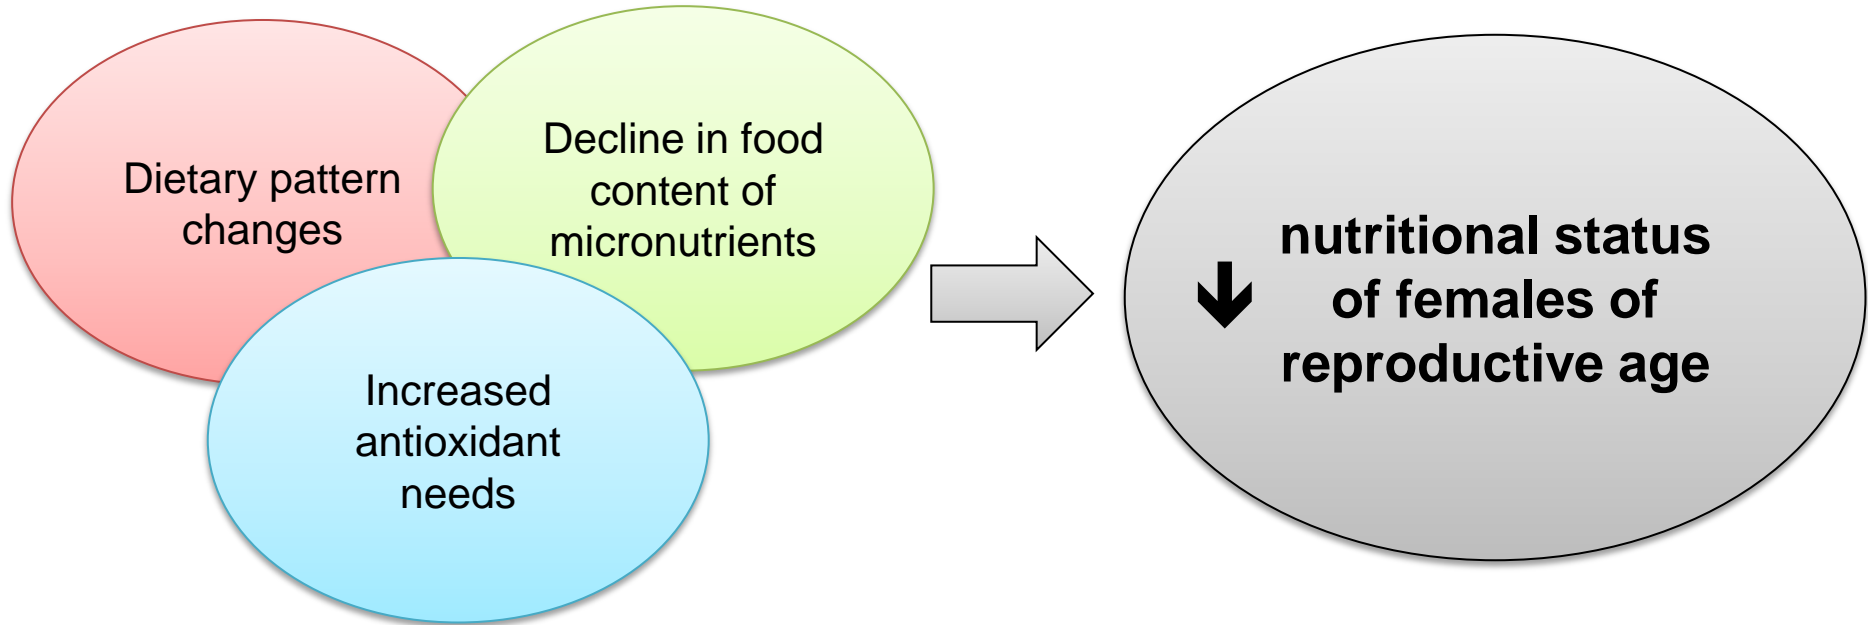 Dietary pattern
changes
Decline in food
content of
micronutrients
Increased
antioxidant
needs
nutritional status
of females of
reproductive age